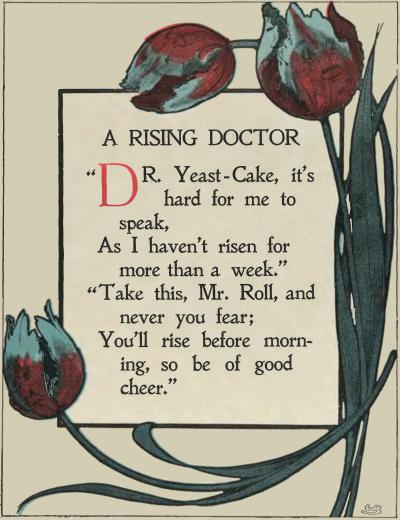 A RISING DOCTOR
“DR. Yeast-Cake, it's
hard for me to
speak,
As I haven't risen for
more than a week.”
“Take this, Mr. Roll, and
never you fear;
You'll rise before morn-
ing, so be of good
cheer.”